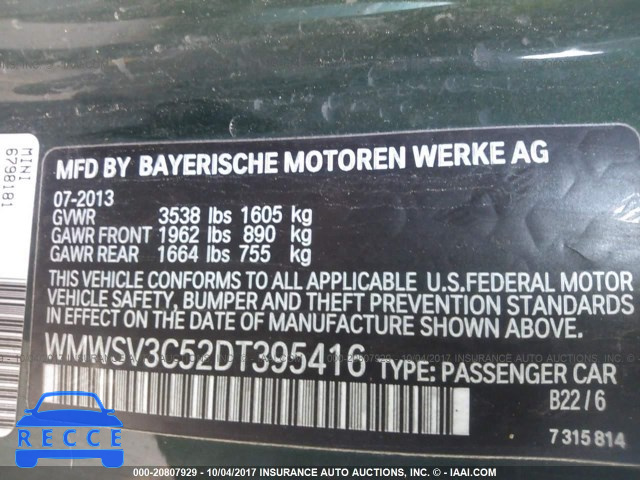 MINI
6798181
MFD BY BAYERISCHE MOTOREN WERKE AG
07-2013
GVWR 3538 lbs 1605 kg
GAWR FRONT 1962 lbs 890 kg
GAWR REAR 1664 lbs 755 kg
THIS VEHICLE CONFORMS TO ALL APPLICABLE U.S.FEDERAL MOTOR
VEHICLE SAFETY, BUMPER AND THEFT PREVENTION STANDARDS
IN EFFECT ON THE DATE OF MANUFACTURE SHOWN ABOVE.
WMWSV3C52DT395416 TYPE: PASSENGER CAR
B22/6
7 315 814
RECCE
000-20807929 - 10/04/2017 INSURANCE AUTO AUCTIONS, INC. - © - IAAI.COM